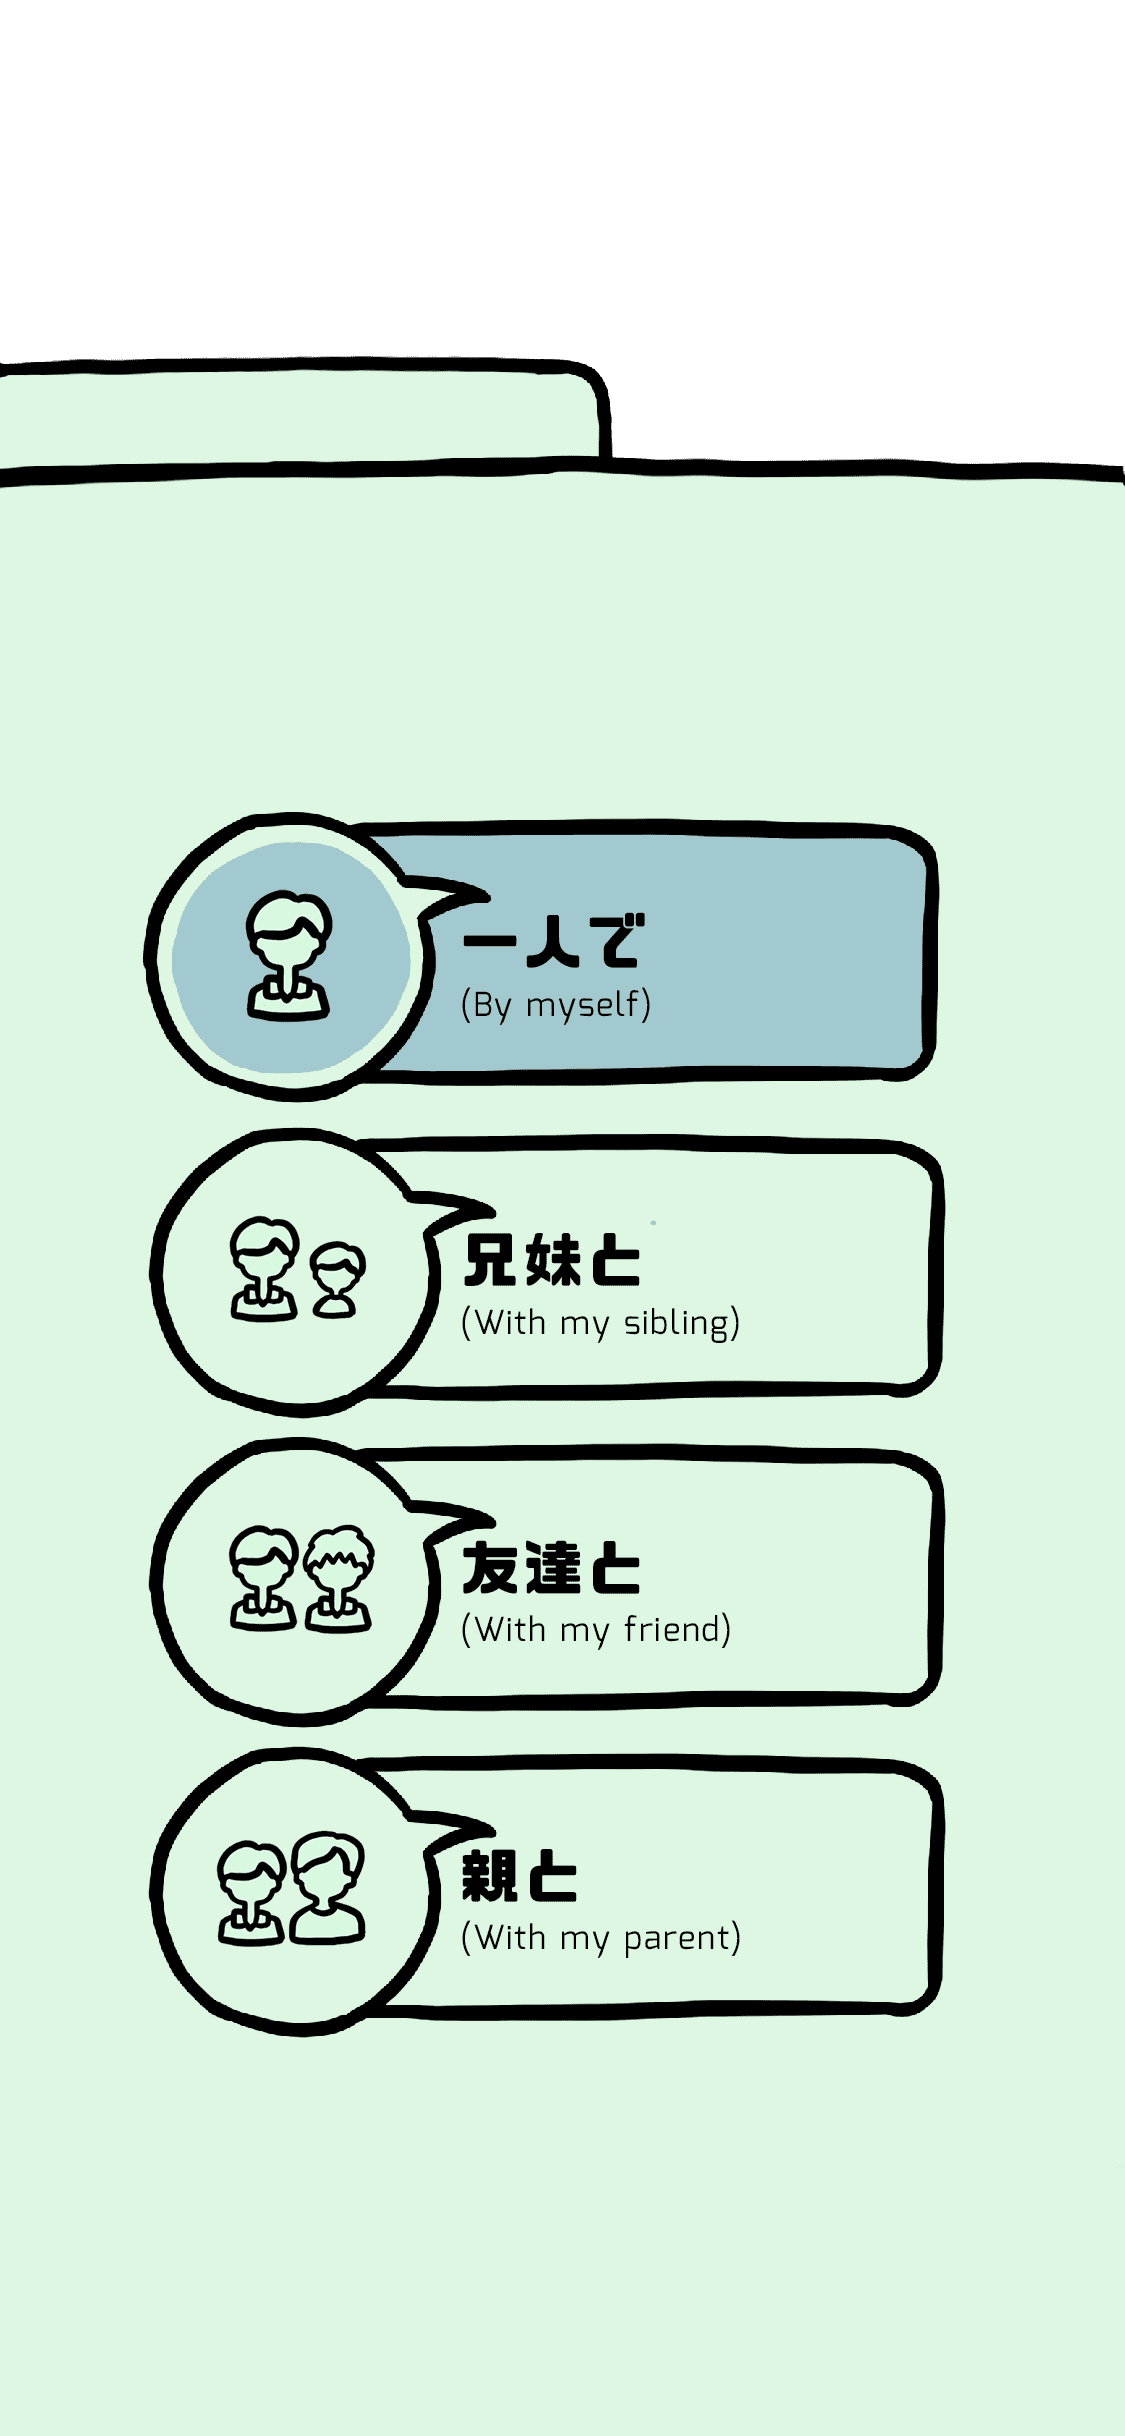 一人で
(By myself)
兄妹と
(With my sibling)
友達と
(With my friend)
親と
(With my parent)